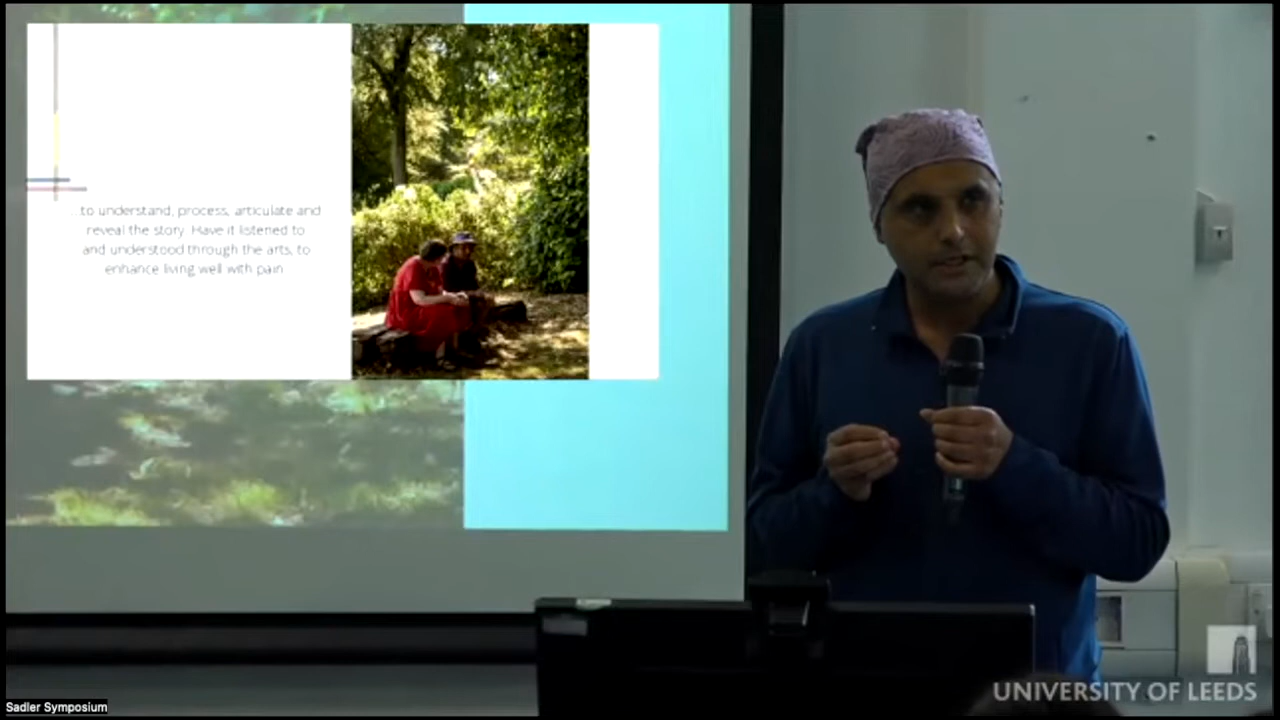 ...to understand, process, articulate and
reveal the story. Have it listened to
and understood through the arts, to
enhance living well with pain
UNIVERSITY OF LEEDS
Sadler Symposium